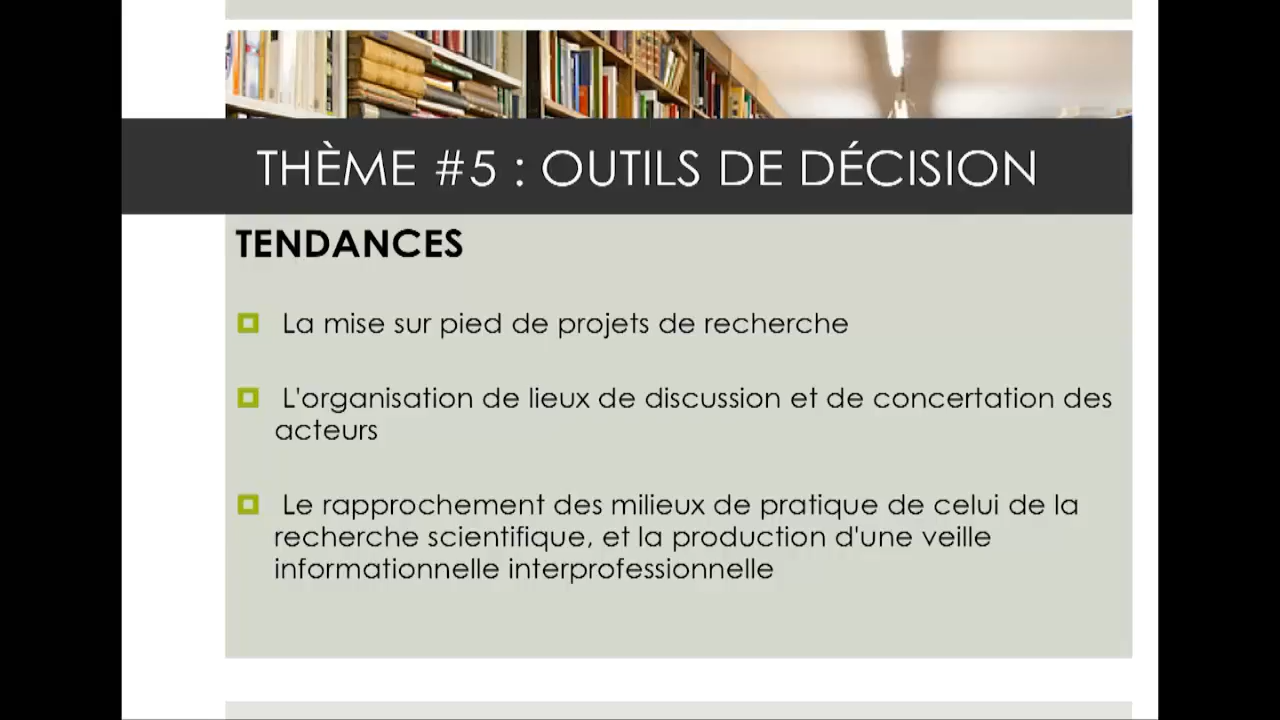 THÈME #5 : OUTILS DE DÉCISION
TENDANCES
La mise sur pied de projets de recherche
L'organisation de lieux de discussion et de concertation des
acteurs
Le rapprochement des milieux de pratique de celui de la
recherche scientifique, et la production d'une veille
informationnelle interprofessionnelle